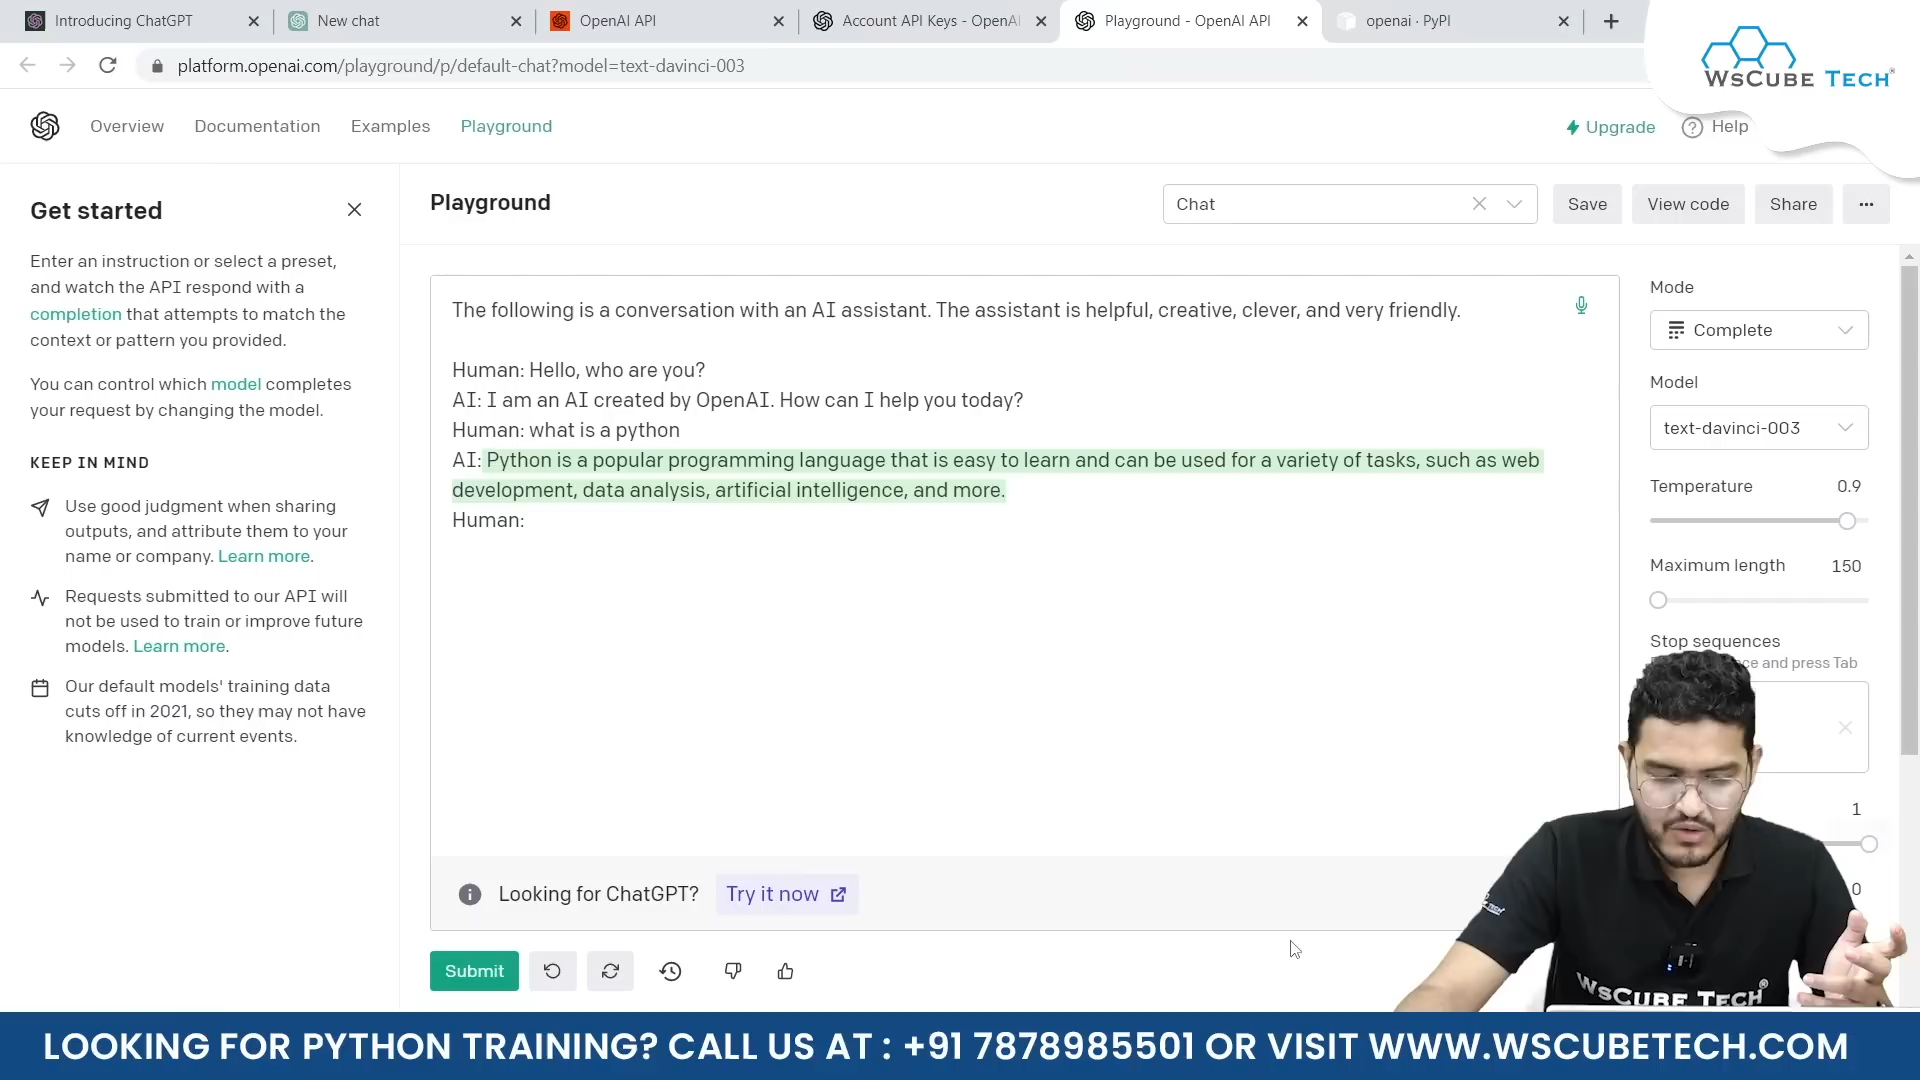 Introducing ChatGPT
New chat
OpenAI API
Account API Keys - OpenAI
Playground - OpenAI API
openai · PyPI
platform.openai.com/playground/p/default-chat?model=text-davinci-003
WsCube Tech®
Overview
Documentation
Examples
Playground
Upgrade
Help
Get started
Enter an instruction or select a preset,
and watch the API respond with a
completion that attempts to match the
context or pattern you provided.
You can control which model completes
your request by changing the model.
KEEP IN MIND
Use good judgment when sharing
outputs, and attribute them to your
name or company. Learn more.
Requests submitted to our API will
not be used to train or improve future
models. Learn more.
Our default models' training data
cuts off in 2021, so they may not have
knowledge of current events.
Playground
Chat
Save
View code
Share
The following is a conversation with an AI assistant. The assistant is helpful, creative, clever, and very friendly.
Human: Hello, who are you?
AI: I am an AI created by OpenAI. How can I help you today?
Human: what is a python
AI: Python is a popular programming language that is easy to learn and can be used for a variety of tasks, such as web
development, data analysis, artificial intelligence, and more.
Human:
Looking for ChatGPT? Try it now
Submit
Mode
Complete
Model
text-davinci-003
Temperature 0.9
Maximum length 150
Stop sequences
and press Tab
1
0
WsCube Tech®
LOOKING FOR PYTHON TRAINING? CALL US AT : +91 7878985501 OR VISIT WWW.WSCUBETECH.COM